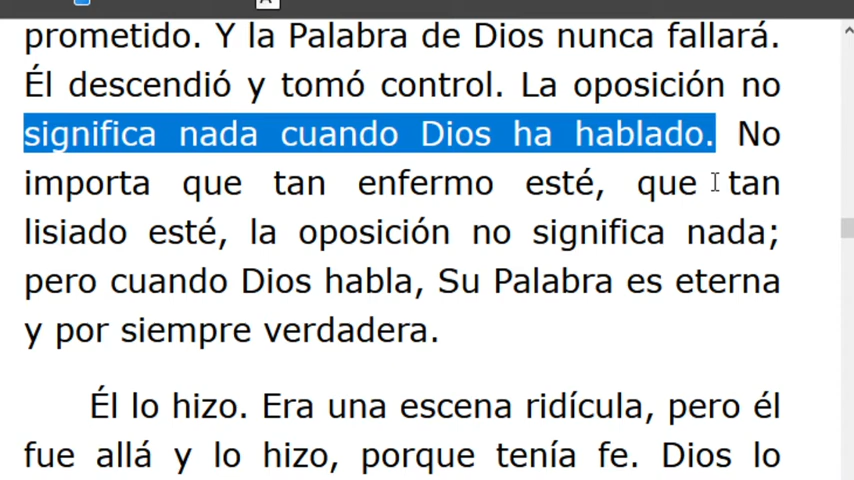 prometido. Y la Palabra de Dios nunca fallará.
Él descendió y tomó control. La oposición no
significa nada cuando Dios ha hablado. No
importa que tan enfermo esté, que tan
lisiado esté, la oposición no significa nada;
pero cuando Dios habla, Su Palabra es eterna
y por siempre verdadera.
Él lo hizo. Era una escena ridícula, pero él
fue allá y lo hizo, porque tenía fe. Dios lo